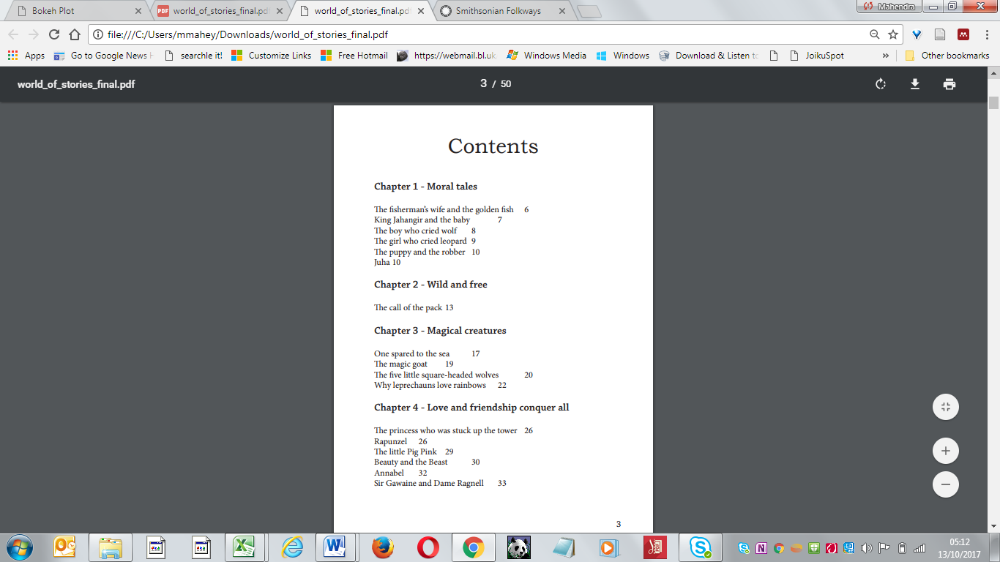 Bokeh Plot
PDF
world_of_stories_final.pd
world_of_stories_final.pd
Smithsonian Folkways
Mahendra
file:///C:/Users/mmahey/Downloads/world_of_stories_final.pdf
Apps
Go to Google News H
searchle it!
Customize Links
Free Hotmail
https://webmail.bl.uk
Windows Media
Windows
Download & Listen to
JoikuSpot
»
Other bookmarks
world_of_stories_final.pdf
3 / 50
Contents
Chapter 1 - Moral tales
The fisherman's wife and the golden fish 6
King Jahangir and the baby 7
The boy who cried wolf 8
The girl who cried leopard 9
The puppy and the robber 10
Juha 10
Chapter 2 - Wild and free
The call of the pack 13
Chapter 3 - Magical creatures
One spared to the sea 17
The magic goat 19
The five little square-headed wolves 20
Why leprechauns love rainbows 22
Chapter 4 - Love and friendship conquer all
The princess who was stuck up the tower 26
Rapunzel 26
The little Pig Pink 29
Beauty and the Beast 30
Annabel 32
Sir Gawaine and Dame Ragnell 33
3
05:12
13/10/2017